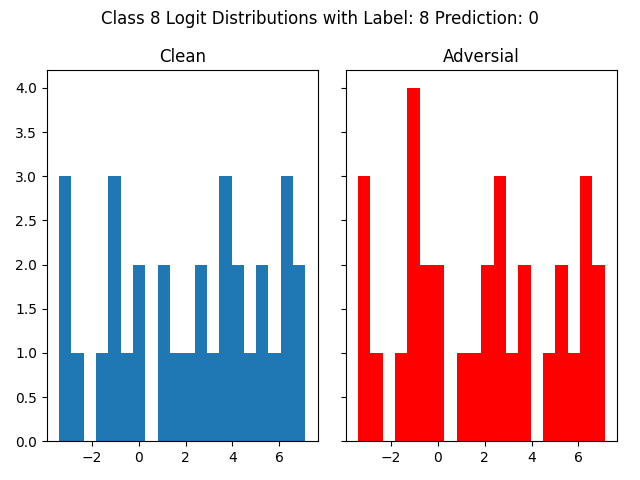 Class 8 Logit Distributions with Label: 8 Prediction: 0
Clean
Adversial
4.0
3.5
3.0
2.5
2.0
1.5
1.0
0.5
0.0
−2 0 2 4 6
−2 0 2 4 6